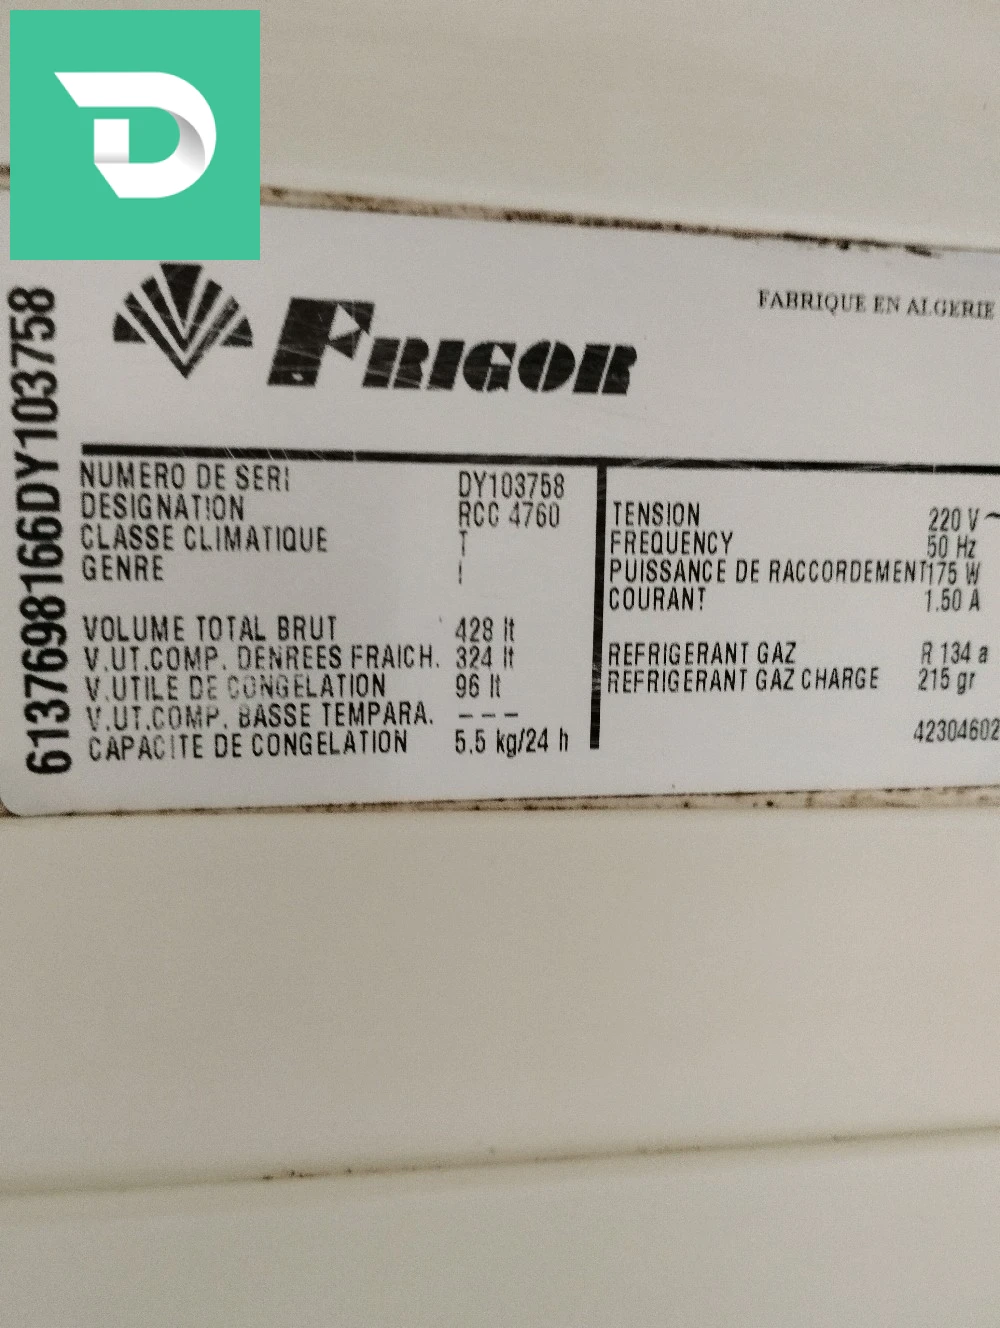 D
6137698166DY103758
FRIGOR
FABRIQUE EN ALGERIE
NUMERO DE SERI DY103758
DESIGNATION RCC 4760
CLASSE CLIMATIQUE T
GENRE I
VOLUME TOTAL BRUT 428 lt
V.UT.COMP. DENREES FRAICH. 324 lt
V.UTILE DE CONGELATION 96 lt
V.UT.COMP. BASSE TEMPARA. ---
CAPACITE DE CONGELATION 5.5 kg/24 h
TENSION 220 V ~
FREQUENCY 50 Hz
PUISSANCE DE RACCORDEMENT 175 W
COURANT 1.50 A
REFRIGERANT GAZ R 134 a
REFRIGERANT GAZ CHARGE 215 gr
42304602